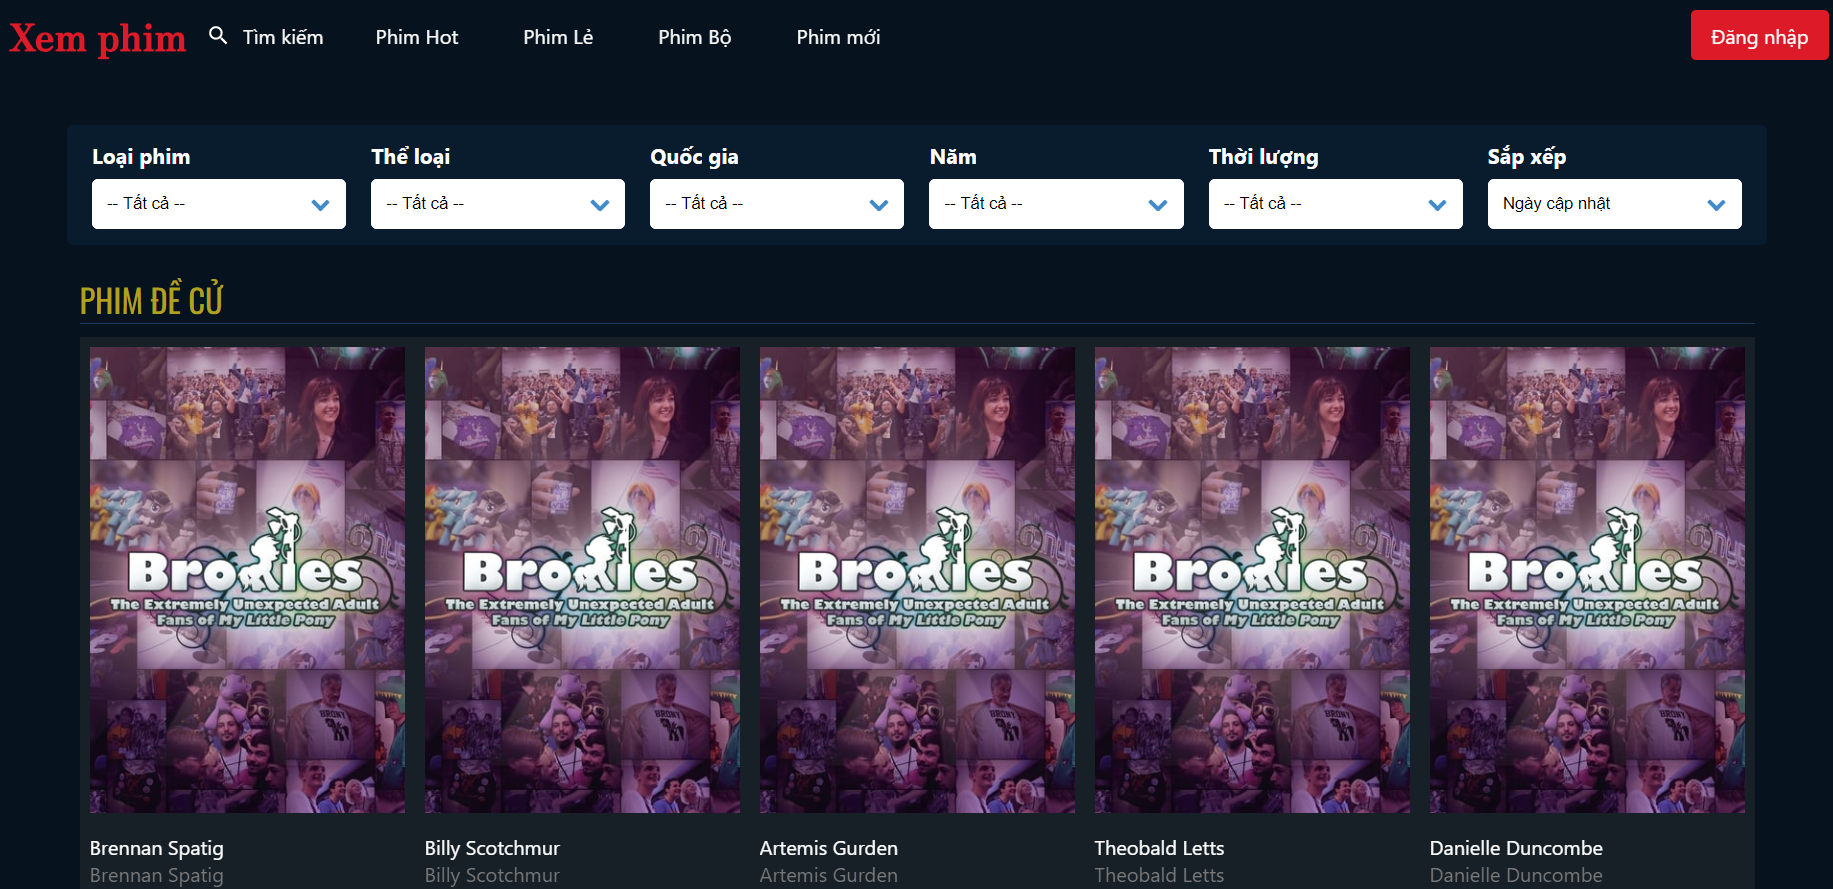 Xem phim Tìm kiếm Phim Hot Phim Lẻ Phim Bộ Phim mới Đăng nhập
Loại phim Thể loại Quốc gia Năm Thời lượng Sắp xếp
-- Tất cả -- -- Tất cả -- -- Tất cả -- -- Tất cả -- -- Tất cả -- Ngày cập nhật
PHIM ĐỀ CỬ
Bronies Bronies Bronies Bronies Bronies
The Extremely Unexpected Adult The Extremely Unexpected Adult The Extremely Unexpected Adult The Extremely Unexpected Adult The Extremely Unexpected Adult
Fans of My Little Pony Fans of My Little Pony Fans of My Little Pony Fans of My Little Pony Fans of My Little Pony
BRONY BRONY BRONY BRONY BRONY
Brennan Spatig Billy Scotchmur Artemis Gurden Theobald Letts Danielle Duncombe
Brennan Spatig Billy Scotchmur Artemis Gurden Theobald Letts Danielle Duncombe